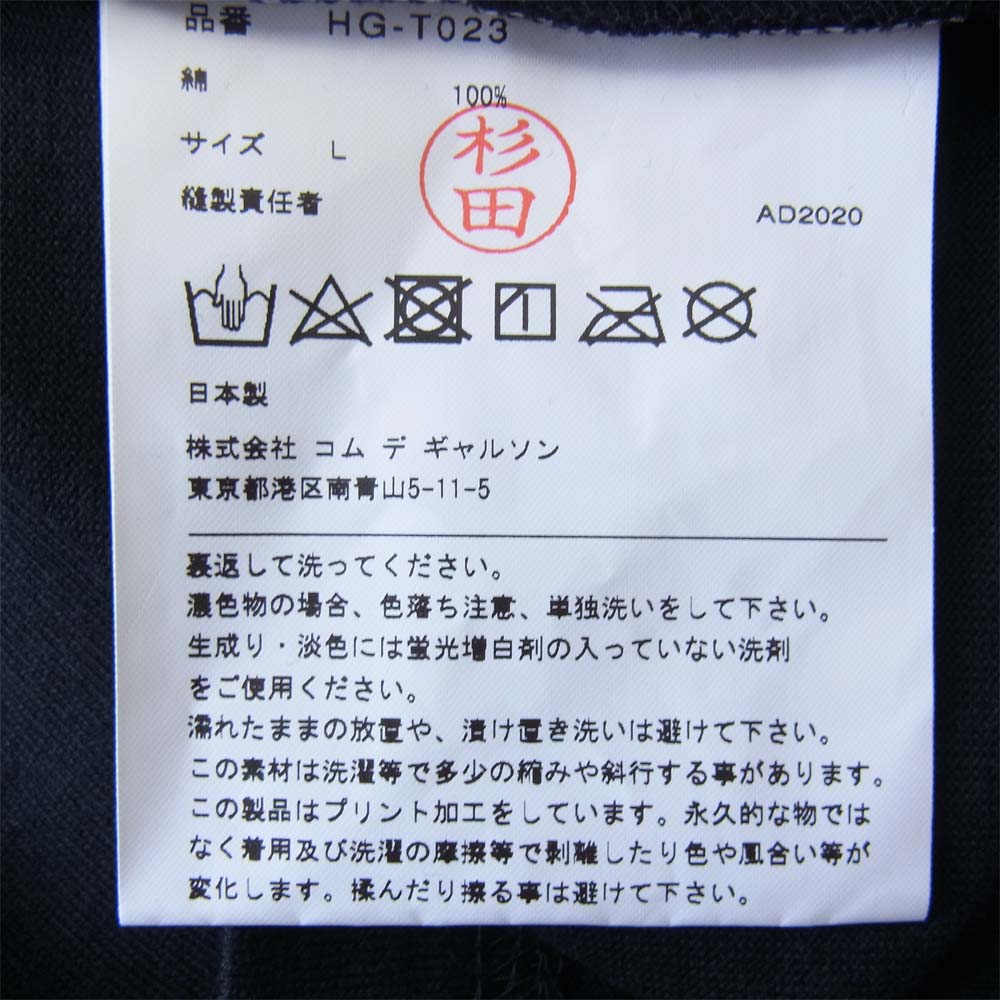 品番 HG-T023
綿 100%
サイズ L
縫製責任者 杉田 AD2020
日本製
株式会社 コム デ ギャルソン
東京都港区南青山5-11-5
裏返して洗ってください。
濃色物の場合、色落ち注意、単独洗いをして下さい。
生成り・淡色には蛍光増白剤の入っていない洗剤
をご使用ください。
濡れたままの放置や、漬け置き洗いは避けて下さい。
この素材は洗濯等で多少の縮みや斜行する事があります。
この製品はプリント加工をしています。永久的な物では
なく着用及び洗濯の摩擦等で剥離したり色や風合い等が
変化します。揉んだり擦る事は避けて下さい。